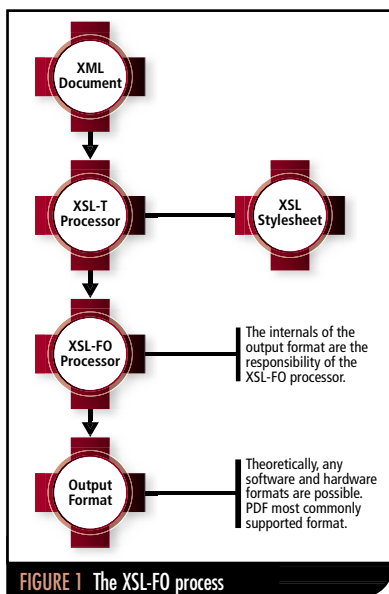 XML
Document
XSL-T
Processor
XSL
Stylesheet
XSL-FO
Processor
The internals of the
output format are the
responsibility of the
XSL-FO processor.
Output
Format
Theoretically, any
software and hardware
formats are possible.
PDF most commonly
supported format.
FIGURE 1 The XSL-FO process